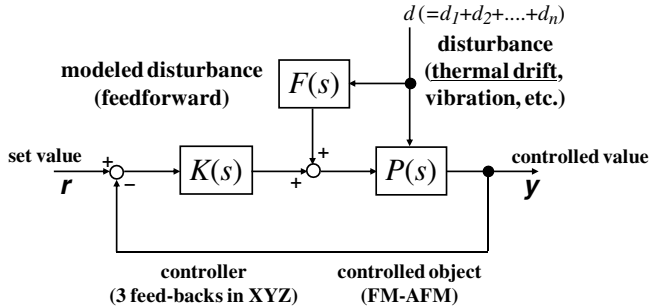 d (=d1+d2+....+dn)
disturbance
(thermal drift,
vibration, etc.)
modeled disturbance
(feedforward)
F(s)
set value
r
+
−
K(s)
+
+
P(s)
controlled value
y
controller
(3 feed-backs in XYZ)
controlled object
(FM-AFM)